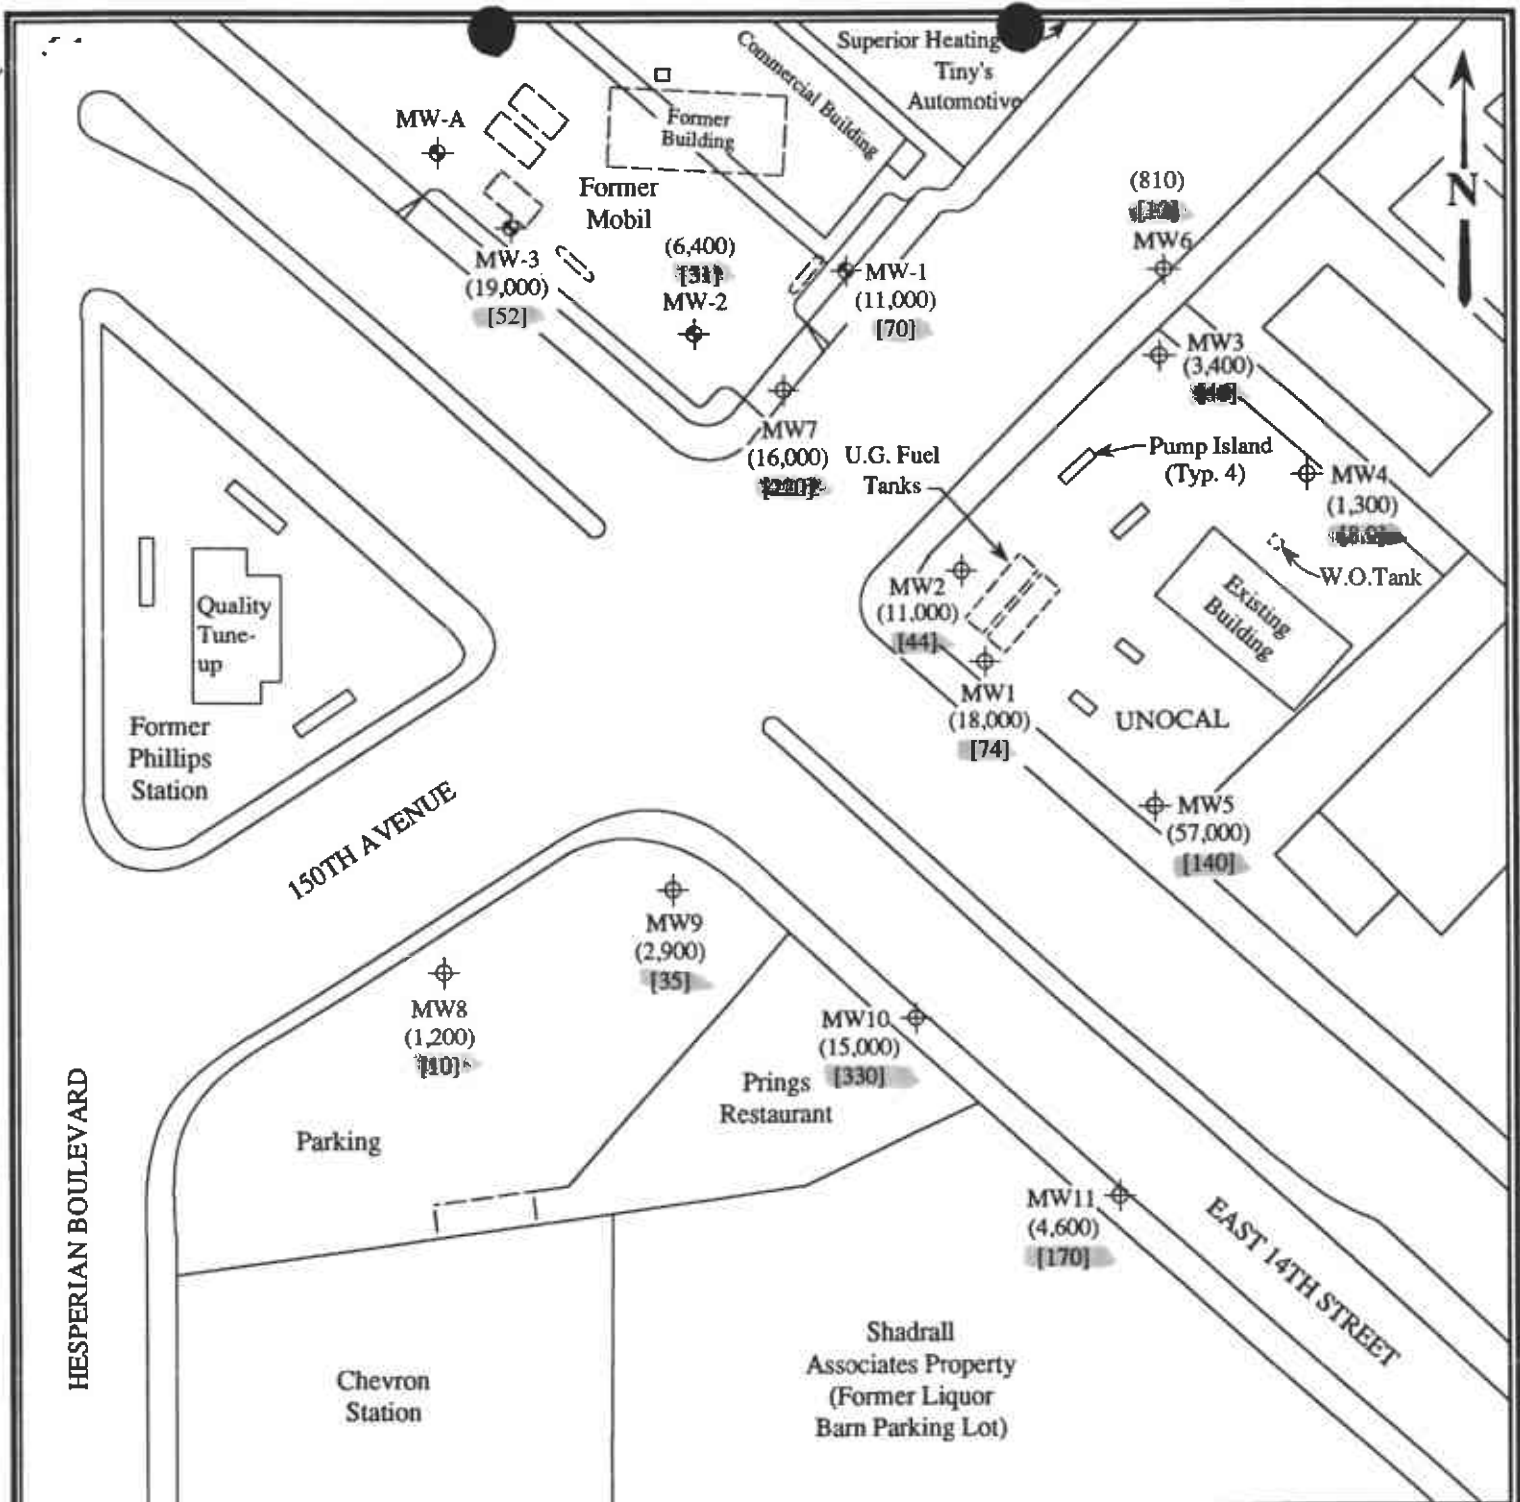 Superior Heating
Tiny's
Automotive
Commercial Building
Former
Building
MW-A
Former
Mobil
N
(810)
MW6
MW-3
(19,000)
[52]
(6,400)
[31]
MW-2
MW-1
(11,000)
[70]
MW3
(3,400)
MW7
(16,000)
U.G. Fuel
Tanks
Pump Island
(Typ. 4)
MW4
(1,300)
W.O.Tank
Existing
Building
MW2
(11,000)
[44]
MW1
(18,000)
[74]
UNOCAL
MW5
(57,000)
[140]
Quality
Tune-
up
Former
Phillips
Station
150TH AVENUE
MW9
(2,900)
[35]
MW8
(1,200)
[10]
MW10
(15,000)
[330]
Prings
Restaurant
Parking
MW11
(4,600)
[170]
HESPERIAN BOULEVARD
EAST 14TH STREET
Chevron
Station
Shadrall
Associates Property
(Former Liquor
Barn Parking Lot)